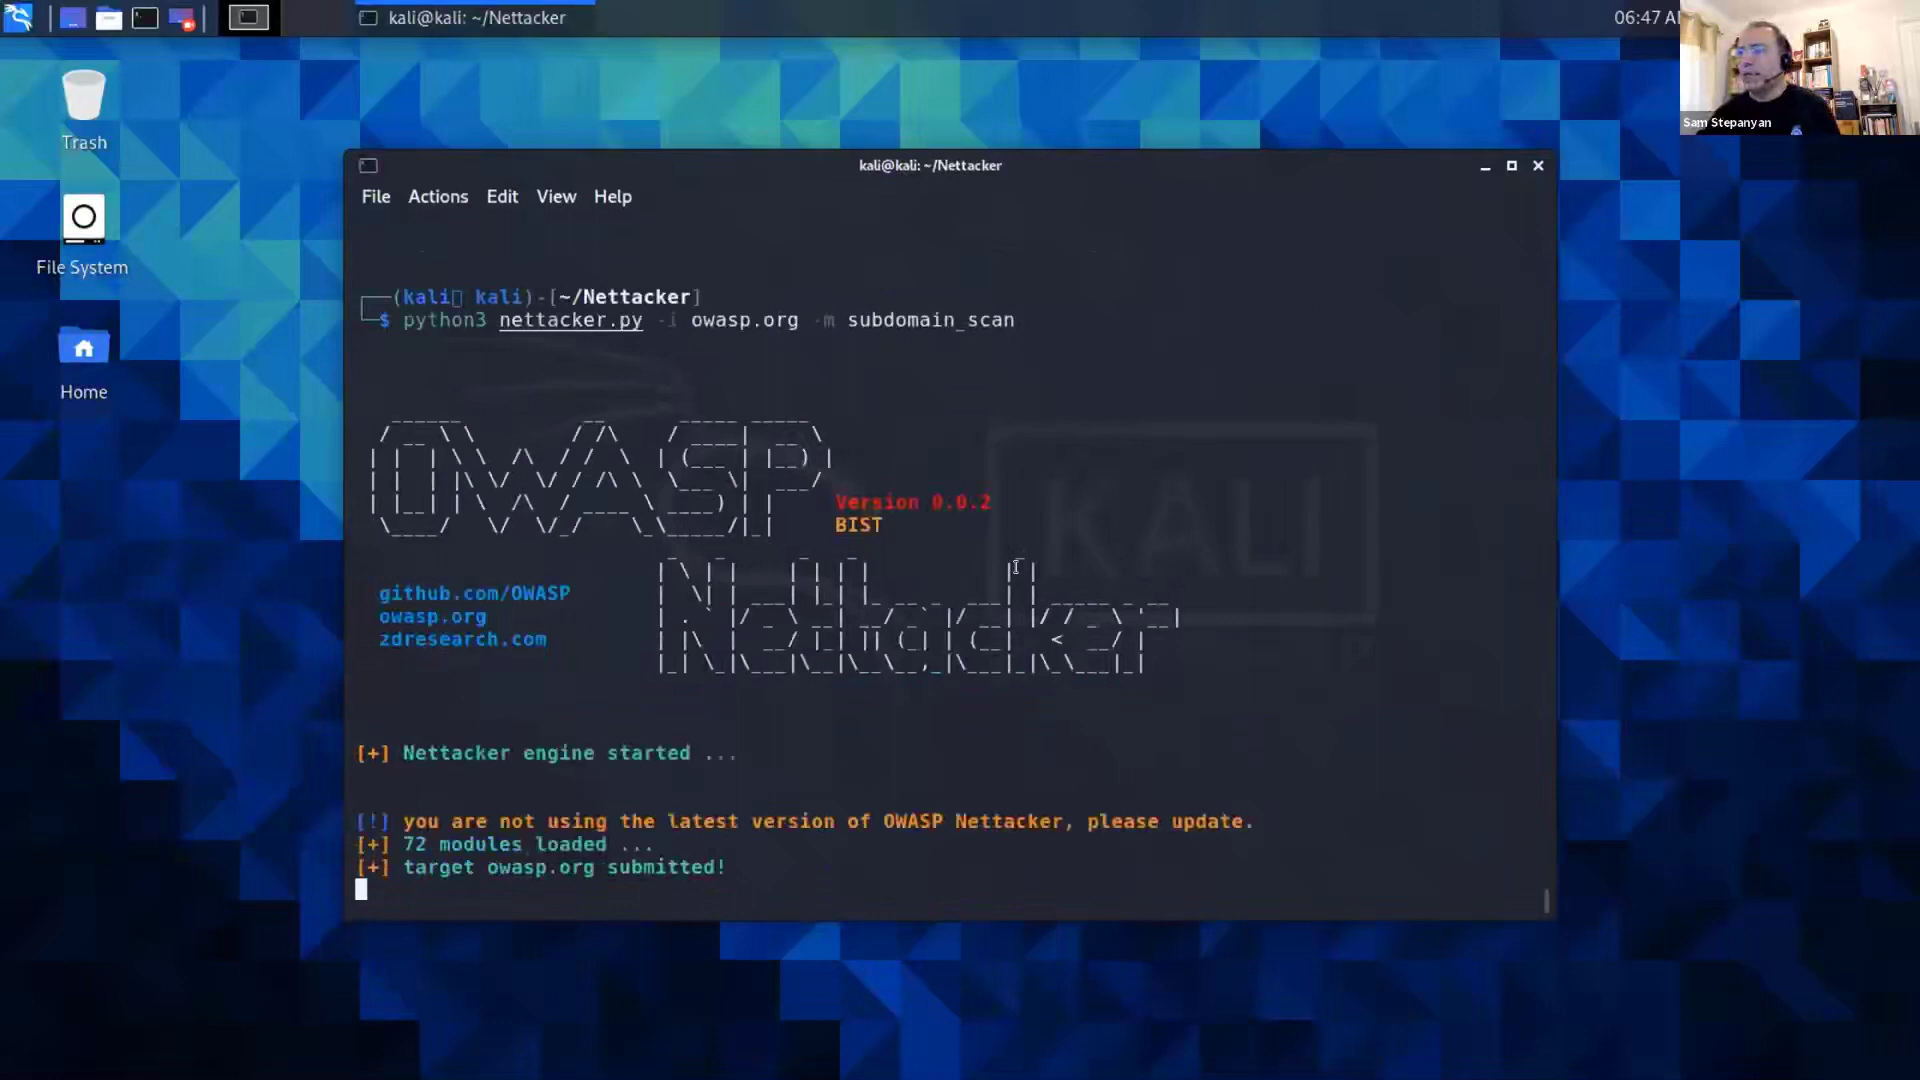 kali@kali: ~/Nettacker
06:47 A
Sam Stepanyan
Trash
File System
Home
kali@kali: ~/Nettacker
File Actions Edit View Help
(kali kali)-[~/Nettacker]
$ python3 nettacker.py -i owasp.org -m subdomain_scan
OWASP
Version 0.0.2
BIST
KALI
Nettacker
github.com/OWASP
owasp.org
zdresearch.com
[+] Nettacker engine started ...
[!] you are not using the latest version of OWASP Nettacker, please update.
[+] 72 modules loaded ...
[+] target owasp.org submitted!